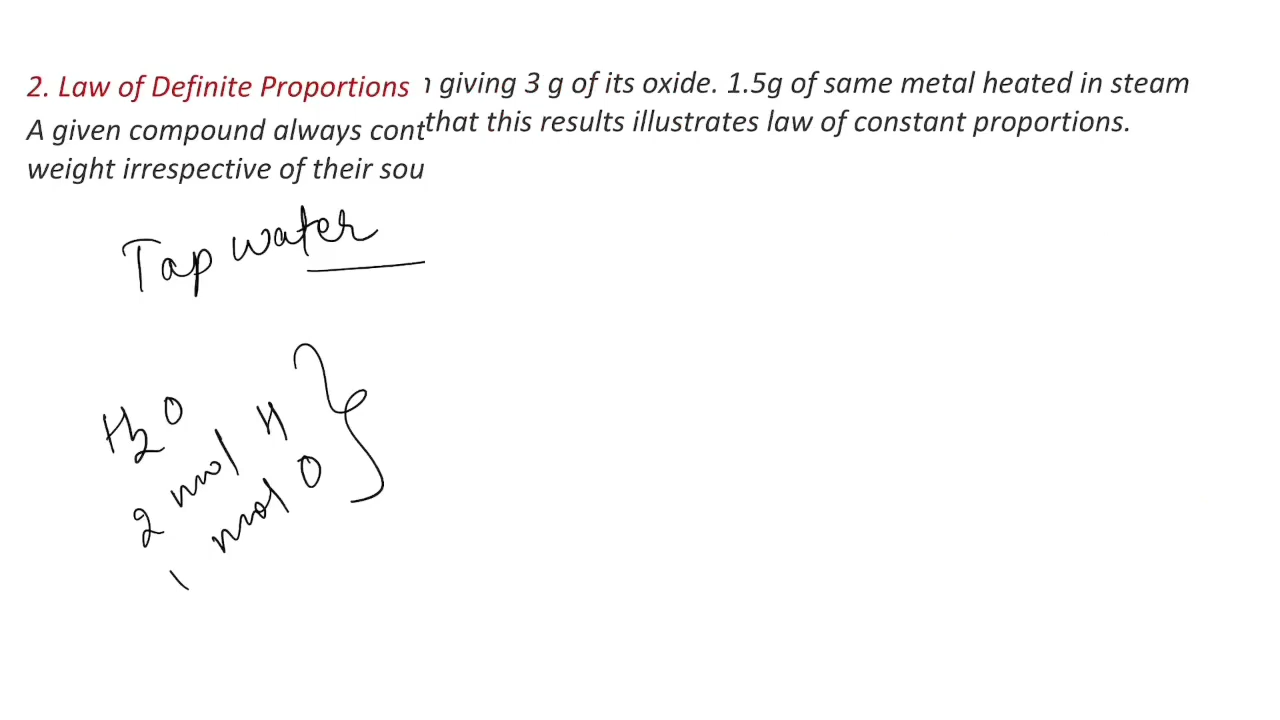 2. Law of Definite Proportions giving 3 g of its oxide. 1.5g of same metal heated in steam
A given compound always cont that this results illustrates law of constant proportions.
weight irrespective of their sou
Tap water
H2O
2 mol H
1 mol O